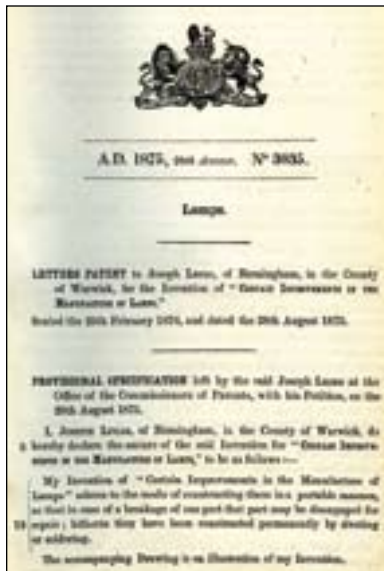 A.D. 1875, 28th August. Nº 3835.
Lamps.
LETTERS PATENT to Joseph Lucas, of Birmingham, in the County
of Warwick, for the Invention of "CERTAIN IMPROVEMENTS IN THE
MANUFACTURE OF LAMPS."
Sealed the 25th February 1876, and dated the 28th August 1875.
PROVISIONAL SPECIFICATION left by the said Joseph Lucas at the
Office of the Commissioners of Patents, with his Petition, on the
28th August 1875.
I, JOSEPH LUCAS, of Birmingham, in the County of Warwick, do
5 hereby declare the nature of the said Invention for "CERTAIN IMPROVE-
MENTS IN THE MANUFACTURE OF LAMPS," to be as follows:—
My Invention of "Certain Improvements in the Manufacture of
Lamps" relates to the mode of constructing them in a portable manner,
so that in case of a breakage of one part that part may be disengaged for
10 repair; hitherto they have been constructed permanently by riveting
or soldering.
The accompanying Drawing is an illustration of my Invention.